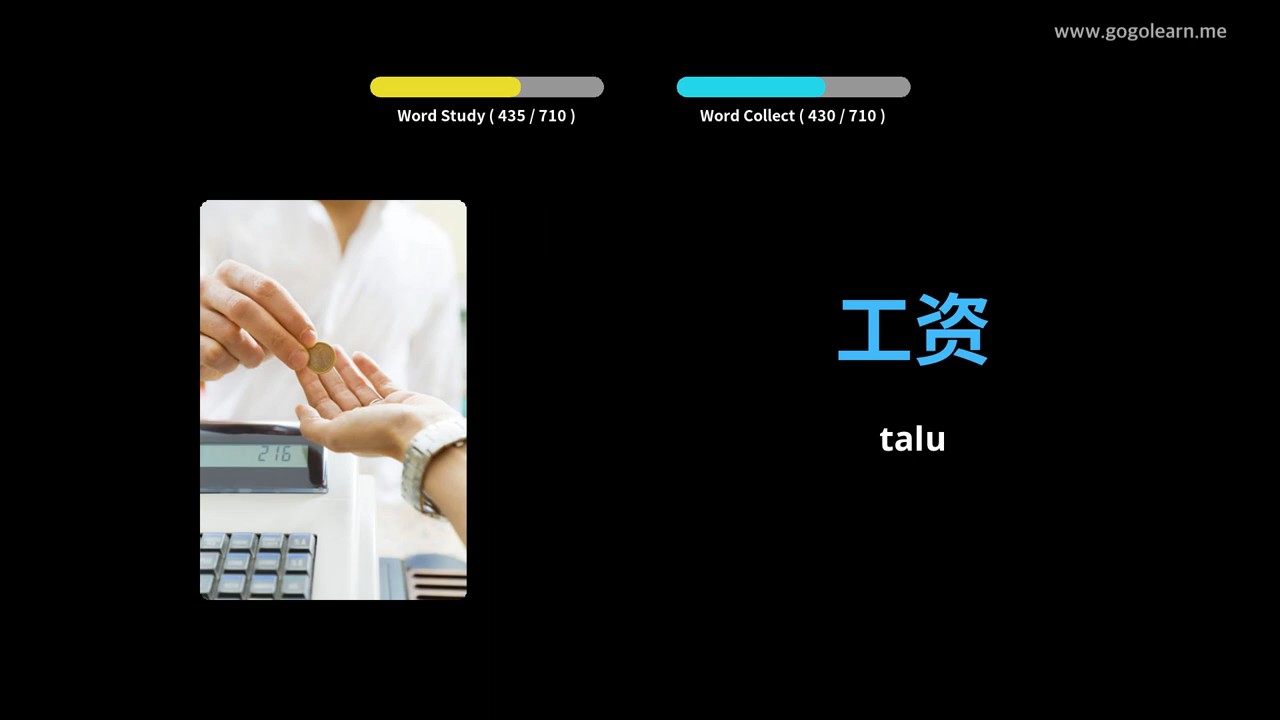 www.gogolearn.me
Word Study ( 435 / 710 )
Word Collect ( 430 / 710 )
工资
talu
216